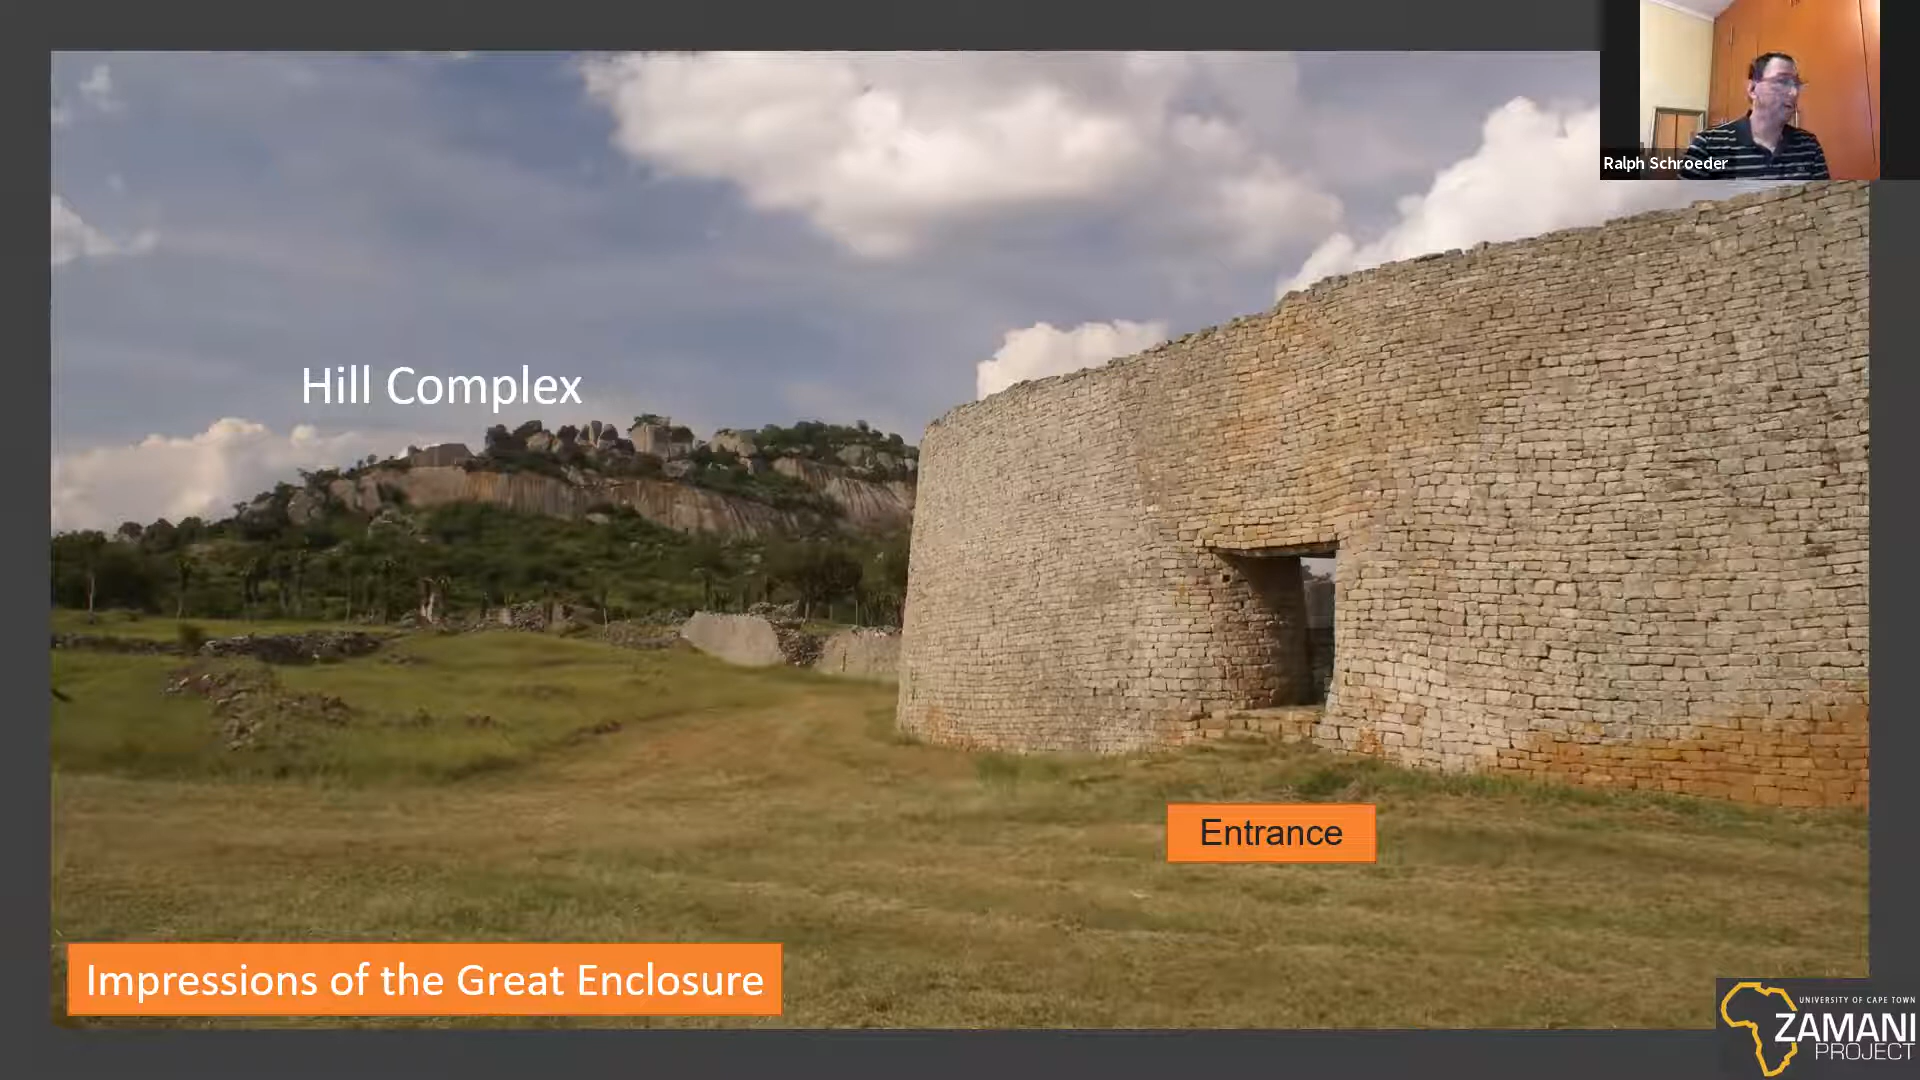 Ralph Schroeder
Hill Complex
Entrance
Impressions of the Great Enclosure
UNIVERSITY OF CAPE TOWN
ZAMANI
PROJECT